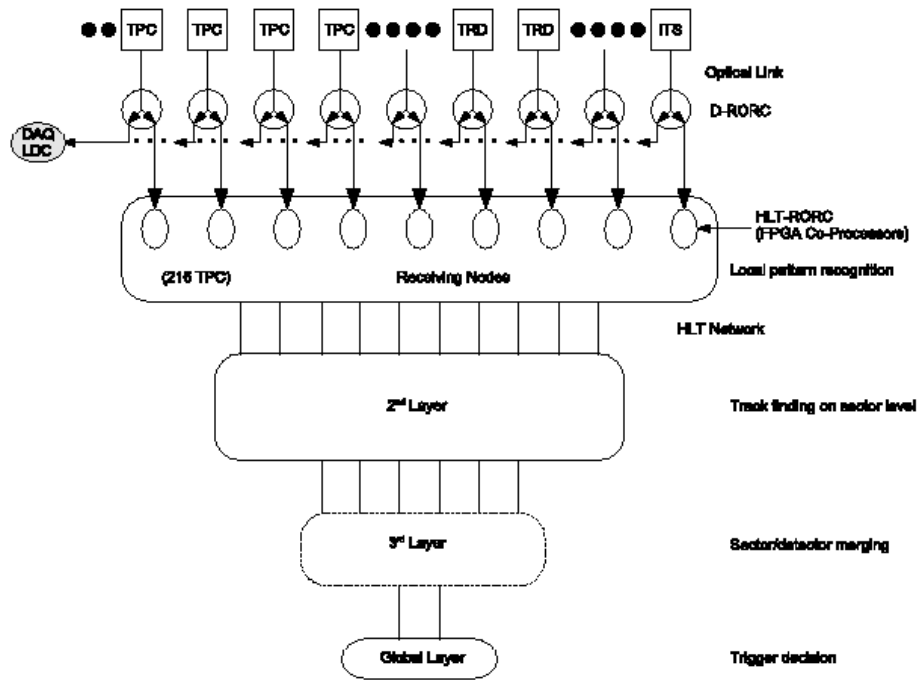 TPC TPC TPC TPC TRD TRD ITS
Optical Link
D-RORC
DAQ
LDC
HLT-RORC
(FPGA Co-Processors)
(216 TPC) Receiving Nodes
Local pattern recognition
HLT Network
2nd Layer
Track finding on sector level
3rd Layer
Sector/detector merging
Global Layer
Trigger decision